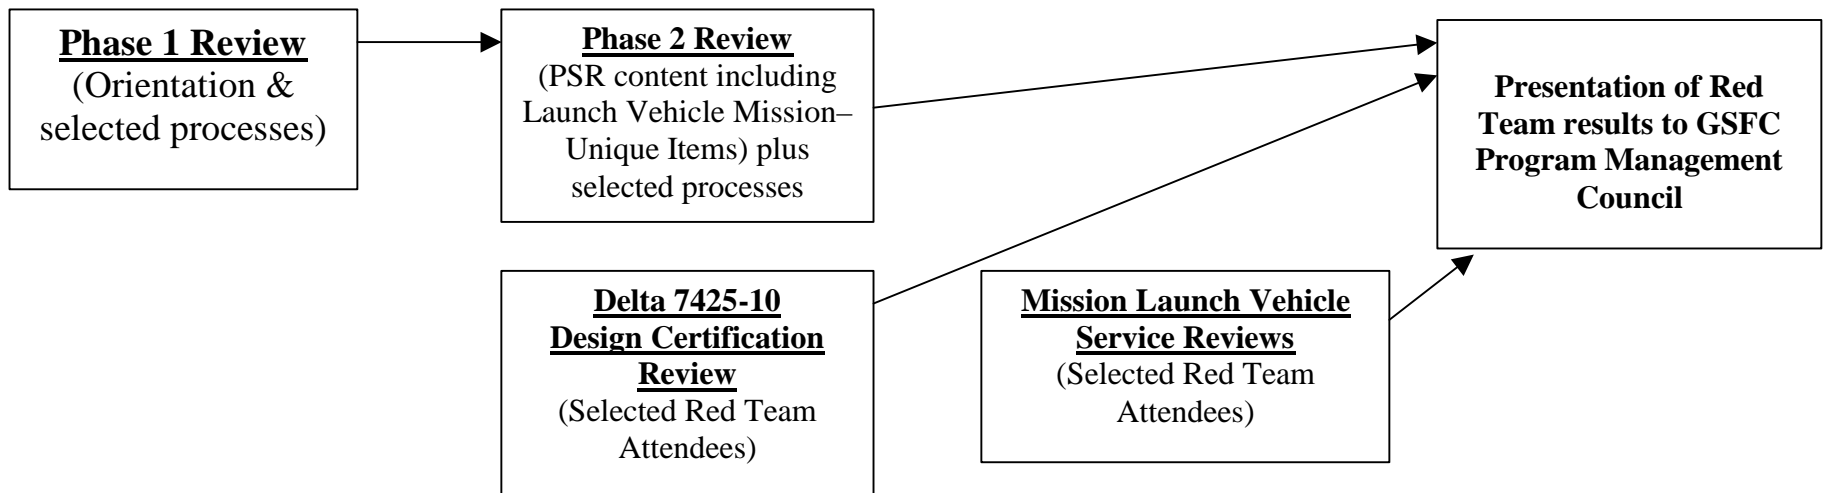 Phase 1 Review
(Orientation &
selected processes)
Phase 2 Review
(PSR content including
Launch Vehicle Mission–
Unique Items) plus
selected processes
Presentation of Red
Team results to GSFC
Program Management
Council
Delta 7425-10
Design Certification
Review
(Selected Red Team
Attendees)
Mission Launch Vehicle
Service Reviews
(Selected Red Team
Attendees)